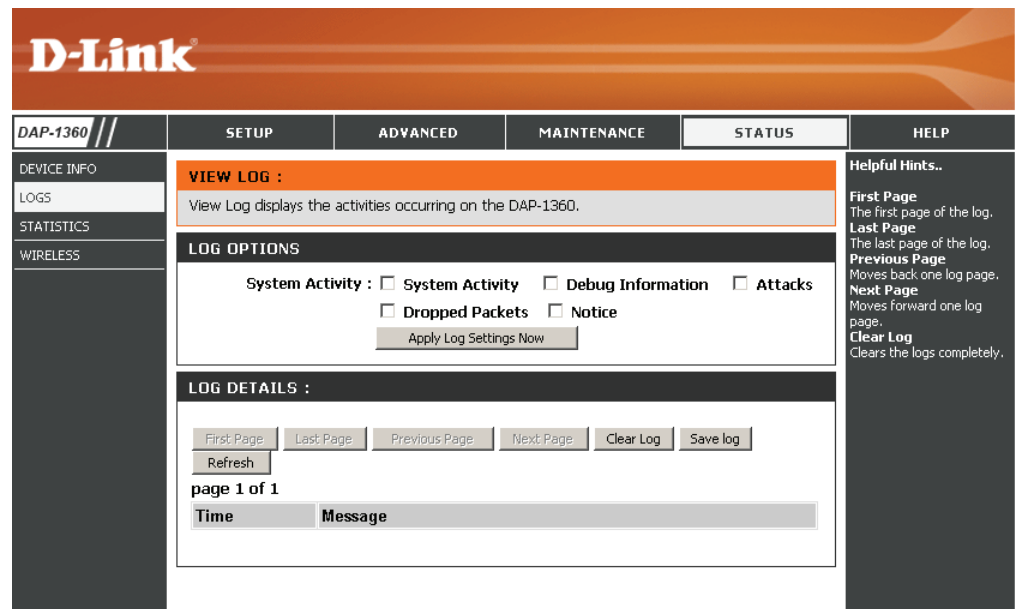 D-Link®
DAP-1360
SETUP
ADVANCED
MAINTENANCE
STATUS
HELP
DEVICE INFO
LOGS
STATISTICS
WIRELESS
VIEW LOG :
View Log displays the activities occurring on the DAP-1360.
LOG OPTIONS
System Activity : System Activity Debug Information Attacks
Dropped Packets Notice
Apply Log Settings Now
LOG DETAILS :
First Page Last Page Previous Page Next Page Clear Log Save log
Refresh
page 1 of 1
Time Message
Helpful Hints..
First Page
The first page of the log.
Last Page
The last page of the log.
Previous Page
Moves back one log page.
Next Page
Moves forward one log
page.
Clear Log
Clears the logs completely.